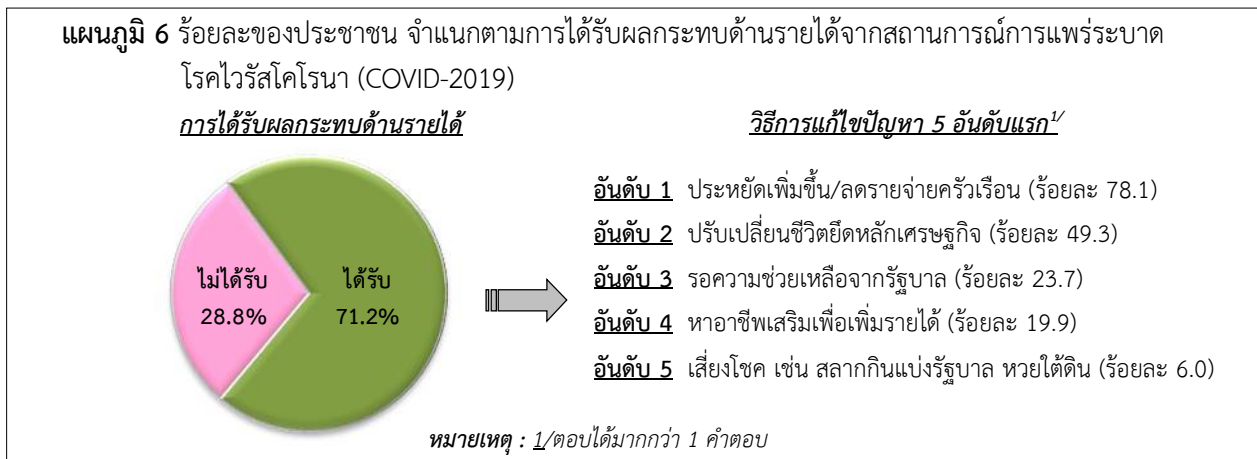 แผนภูมิ 6 ร้อยละของประชาชน จำแนกตามการได้รับผลกระทบด้านรายได้จากสถานการณ์การแพร่ระบาด
โรคไวรัสโคโรนา (COVID-2019)
การได้รับผลกระทบด้านรายได้
วิธีการแก้ไขปัญหา 5 อันดับแรก1/
ไม่ได้รับ
28.8%
ได้รับ
71.2%
อันดับ 1 ประหยัดเพิ่มขึ้น/ลดรายจ่ายครัวเรือน (ร้อยละ 78.1)
อันดับ 2 ปรับเปลี่ยนชีวิตยึดหลักเศรษฐกิจ (ร้อยละ 49.3)
อันดับ 3 รอความช่วยเหลือจากรัฐบาล (ร้อยละ 23.7)
อันดับ 4 หาอาชีพเสริมเพื่อเพิ่มรายได้ (ร้อยละ 19.9)
อันดับ 5 เสี่ยงโชค เช่น สลากกินแบ่งรัฐบาล หวยใต้ดิน (ร้อยละ 6.0)
หมายเหตุ : 1/ตอบได้มากกว่า 1 คำตอบ